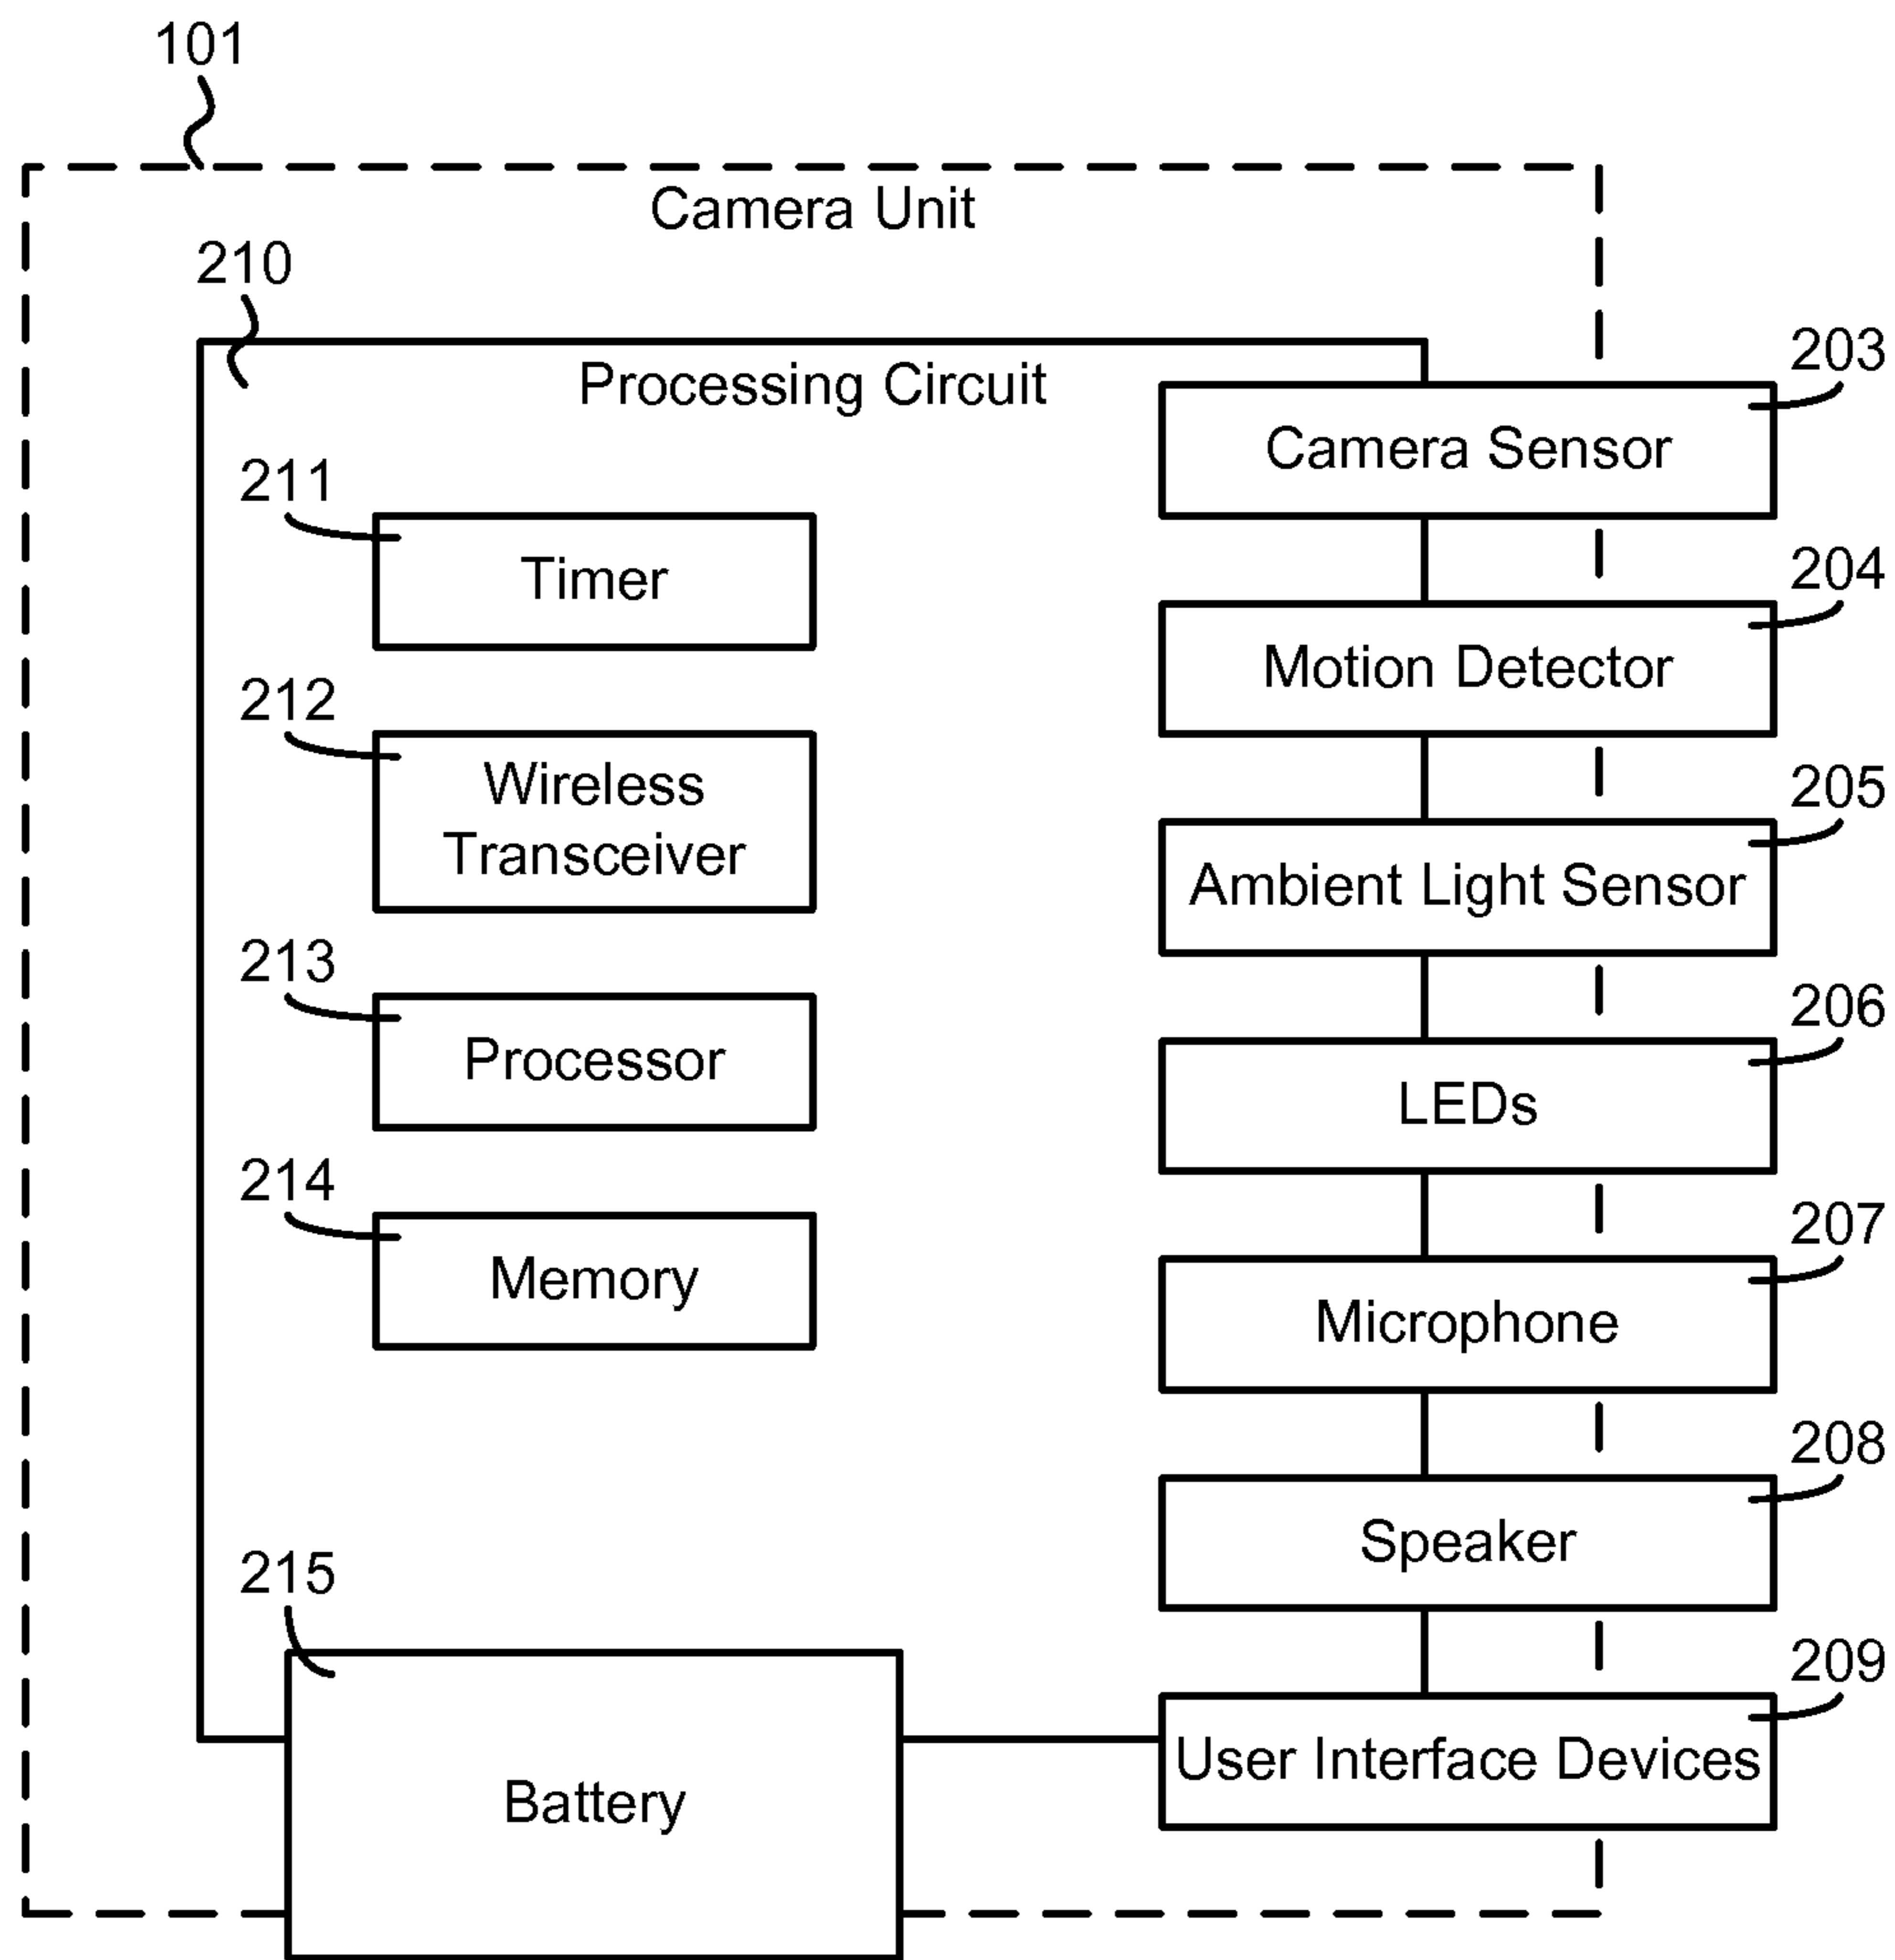 101
Camera Unit
210
Processing Circuit
203
Camera Sensor
211
Timer
204
Motion Detector
212
Wireless
Transceiver
205
Ambient Light Sensor
213
Processor
206
LEDs
214
Memory
207
Microphone
208
Speaker
215
Battery
209
User Interface Devices